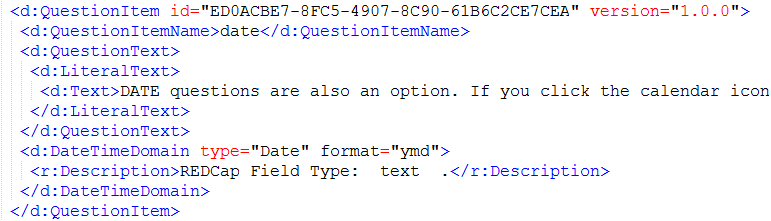 <d:QuestionItem id="ED0ACBE7-8FC5-4907-8C90-61B6C2CE7CEA" version="1.0.0">
<d:QuestionItemName>date</d:QuestionItemName>
<d:QuestionText>
<d:LiteralText>
<d:Text>DATE questions are also an option. If you click the calendar icon
</d:LiteralText>
</d:QuestionText>
<d:DateTimeDomain type="Date" format="ymd">
<r:Description>REDCap Field Type:  text  .</r:Description>
</d:DateTimeDomain>
</d:QuestionItem>